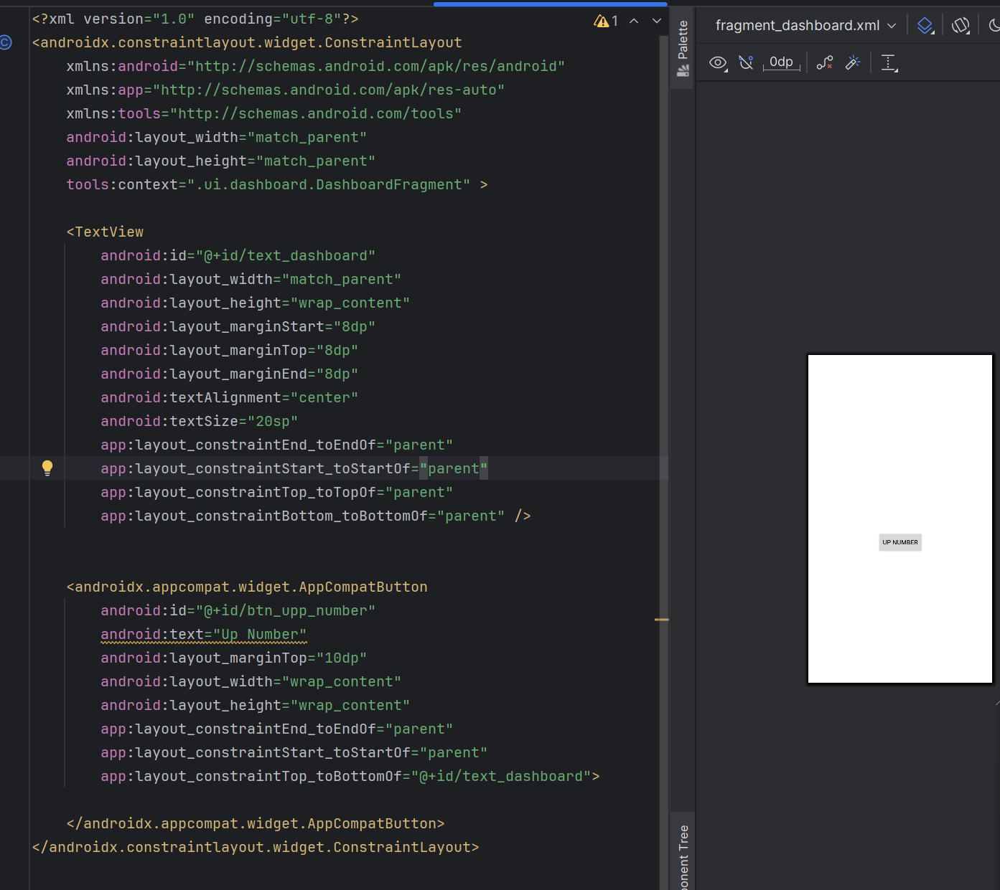 <?xml version="1.0" encoding="utf-8"?>
1
<androidx.constraintlayout.widget.ConstraintLayout
xmlns:android="http://schemas.android.com/apk/res/android"
xmlns:app="http://schemas.android.com/apk/res-auto"
xmlns:tools="http://schemas.android.com/tools"
android:layout_width="match_parent"
android:layout_height="match_parent"
tools:context=".ui.dashboard.DashboardFragment" >
<TextView
android:id="@+id/text_dashboard"
android:layout_width="match_parent"
android:layout_height="wrap_content"
android:layout_marginStart="8dp"
android:layout_marginTop="8dp"
android:layout_marginEnd="8dp"
android:textAlignment="center"
android:textSize="20sp"
app:layout_constraintEnd_toEndOf="parent"
app:layout_constraintStart_toStartOf="parent"
app:layout_constraintTop_toTopOf="parent"
app:layout_constraintBottom_toBottomOf="parent" />
<androidx.appcompat.widget.AppCompatButton
android:id="@+id/btn_upp_number"
android:text="Up Number"
android:layout_marginTop="10dp"
android:layout_width="wrap_content"
android:layout_height="wrap_content"
app:layout_constraintEnd_toEndOf="parent"
app:layout_constraintStart_toStartOf="parent"
app:layout_constraintTop_toBottomOf="@+id/text_dashboard">
</androidx.appcompat.widget.AppCompatButton>
</androidx.constraintlayout.widget.ConstraintLayout>
C
Palette
fragment_dashboard.xml
0dp
UP NUMBER
ponent Tree